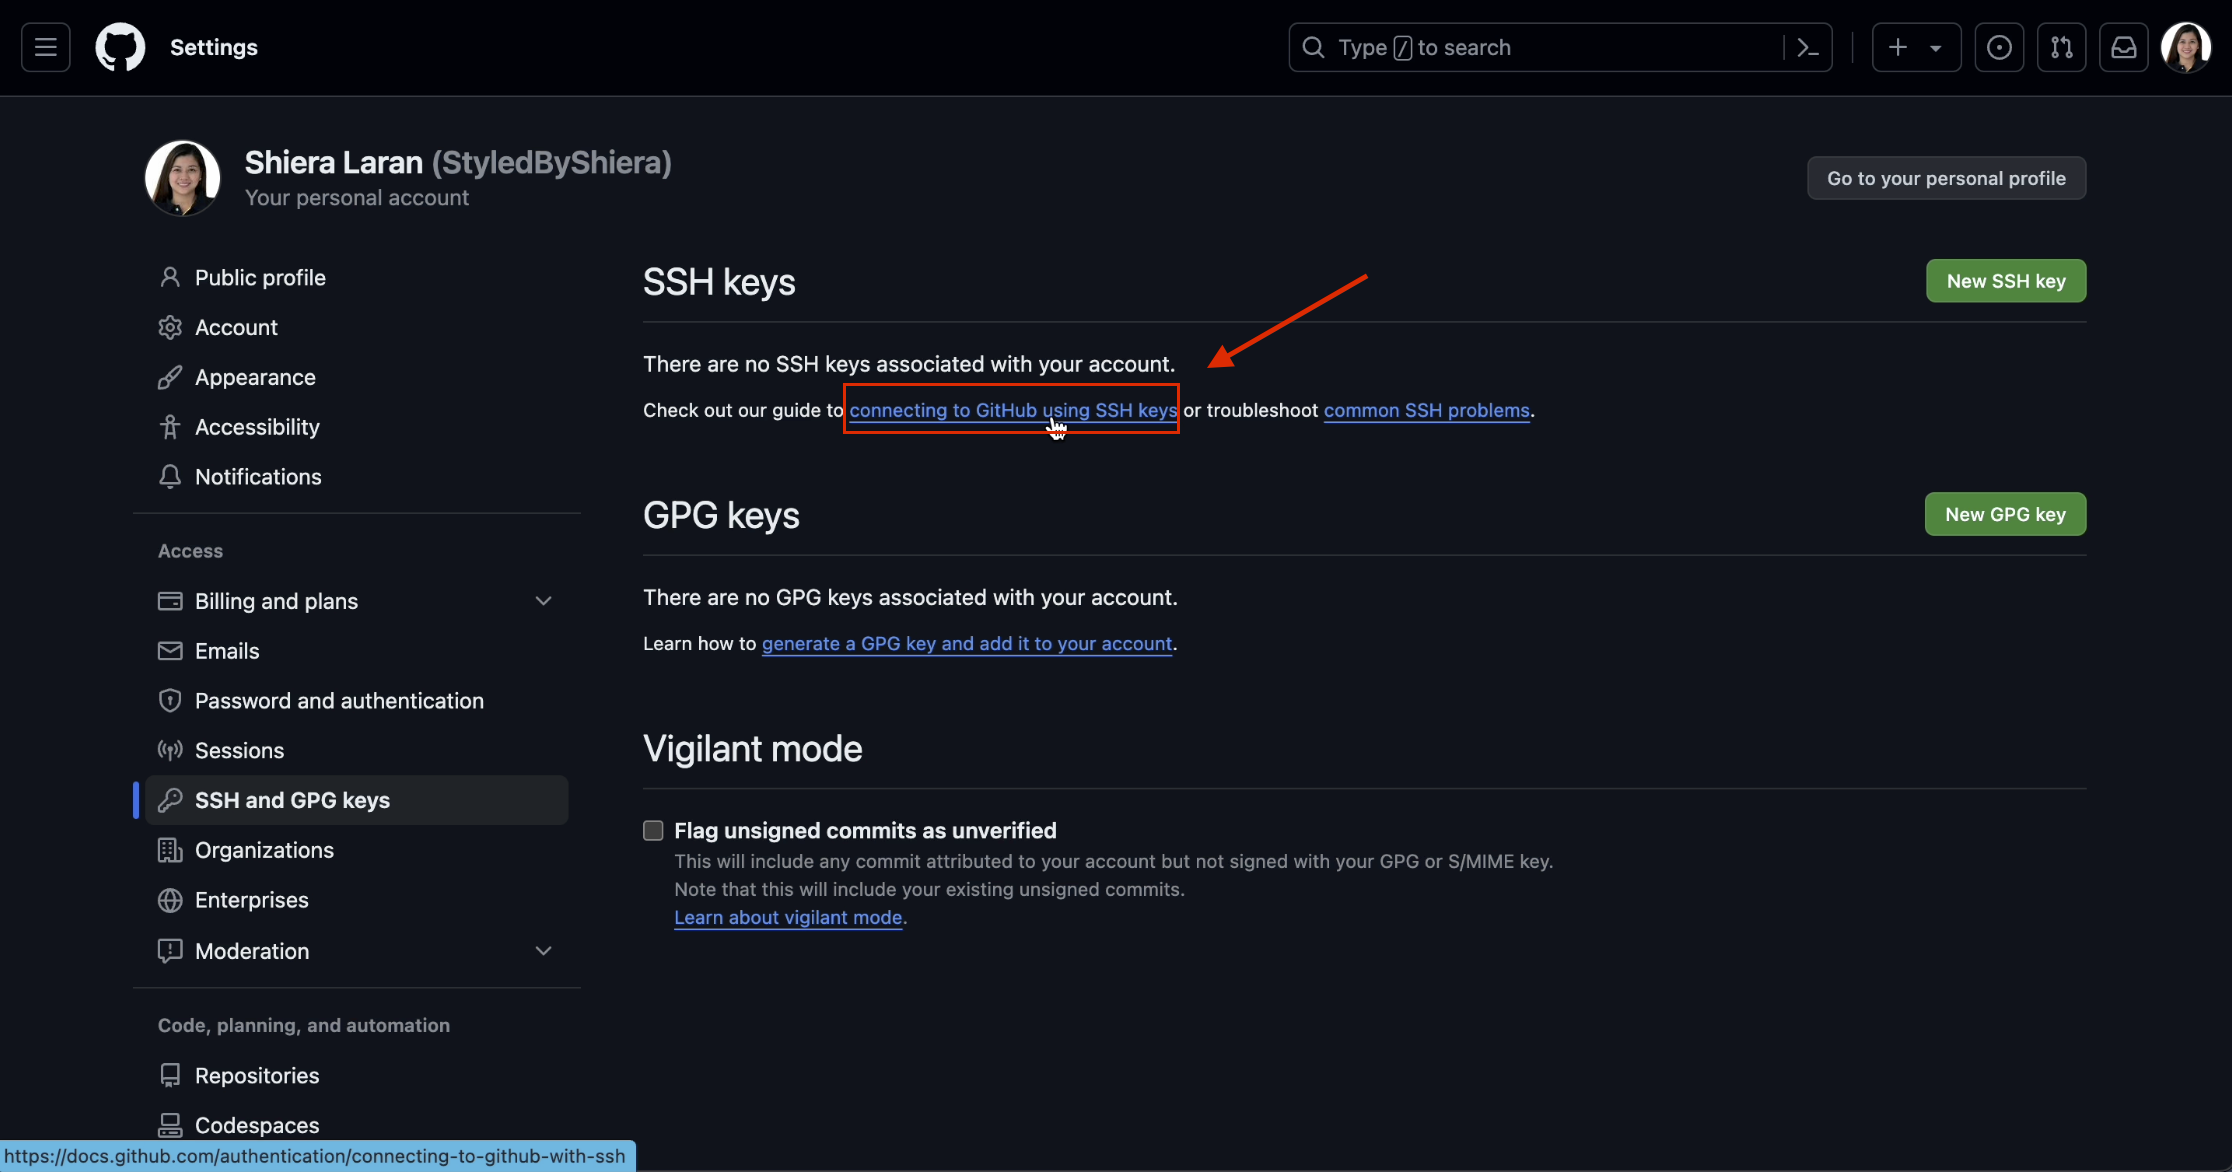 Settings
Type / to search
Shiera Laran (StyledByShiera)
Your personal account
Go to your personal profile
Public profile
Account
Appearance
Accessibility
Notifications
Access
Billing and plans
Emails
Password and authentication
Sessions
SSH and GPG keys
Organizations
Enterprises
Moderation
Code, planning, and automation
Repositories
Codespaces
SSH keys
New SSH key
There are no SSH keys associated with your account.
Check out our guide to connecting to GitHub using SSH keys or troubleshoot common SSH problems.
GPG keys
New GPG key
There are no GPG keys associated with your account.
Learn how to generate a GPG key and add it to your account.
Vigilant mode
Flag unsigned commits as unverified
This will include any commit attributed to your account but not signed with your GPG or S/MIME key.
Note that this will include your existing unsigned commits.
Learn about vigilant mode.
https://docs.github.com/authentication/connecting-to-github-with-ssh